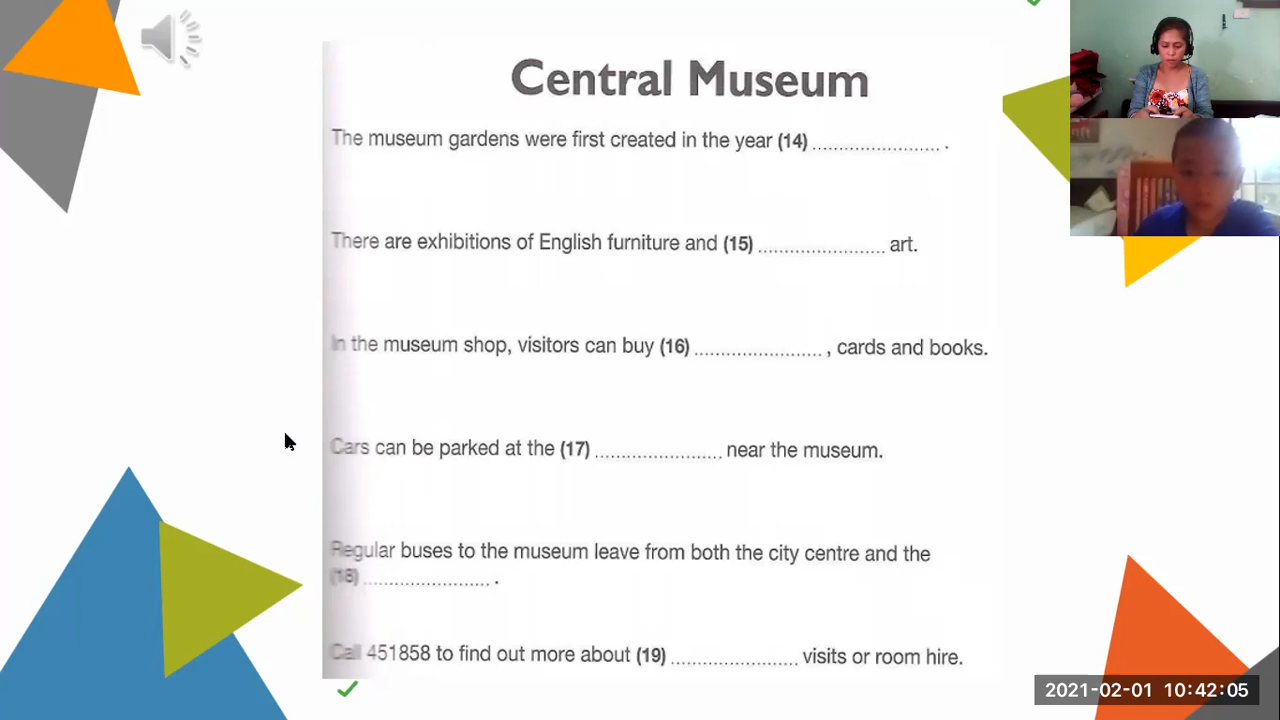 Central Museum
The museum gardens were first created in the year (14) ........................ .
There are exhibitions of English furniture and (15) ........................ art.
In the museum shop, visitors can buy (16) ........................ , cards and books.
Cars can be parked at the (17) ........................ near the museum.
Regular buses to the museum leave from both the city centre and the
(18) ........................ .
Call 451858 to find out more about (19) ........................ visits or room hire.
2021-02-01 10:42:05